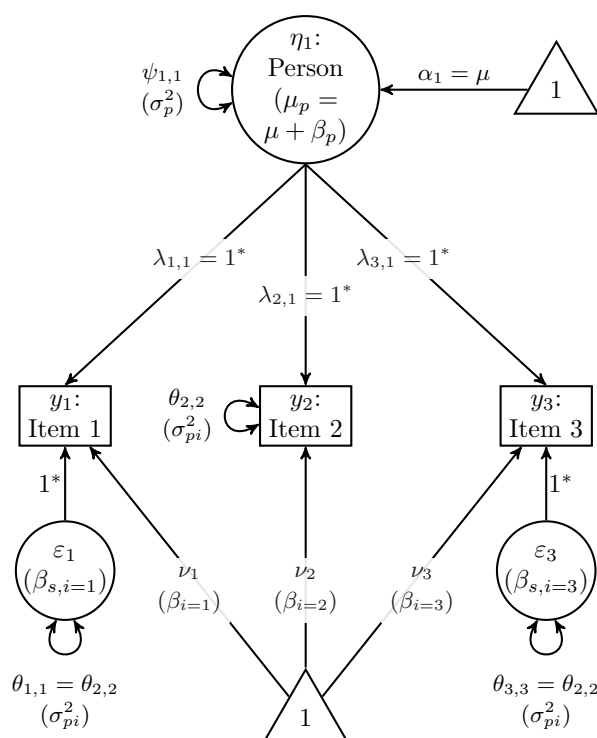 η₁:
Person
(μₚ =
μ + βₚ)
ψ₁,₁
(σ²ₚ)
α₁ = μ
1
λ₁,₁ = 1*
λ₂,₁ = 1*
λ₃,₁ = 1*
y₁:
Item 1
θ₂,₂
(σ²ₚᵢ)
y₂:
Item 2
y₃:
Item 3
1*
1*
ε₁
(βₛ,ᵢ₌₁)
ν₁
(βᵢ₌₁)
ν₂
(βᵢ₌₂)
ν₃
(βᵢ₌₃)
ε₃
(βₛ,ᵢ₌₃)
θ₁,₁ = θ₂,₂
(σ²ₚᵢ)
1
θ₃,₃ = θ₂,₂
(σ²ₚᵢ)